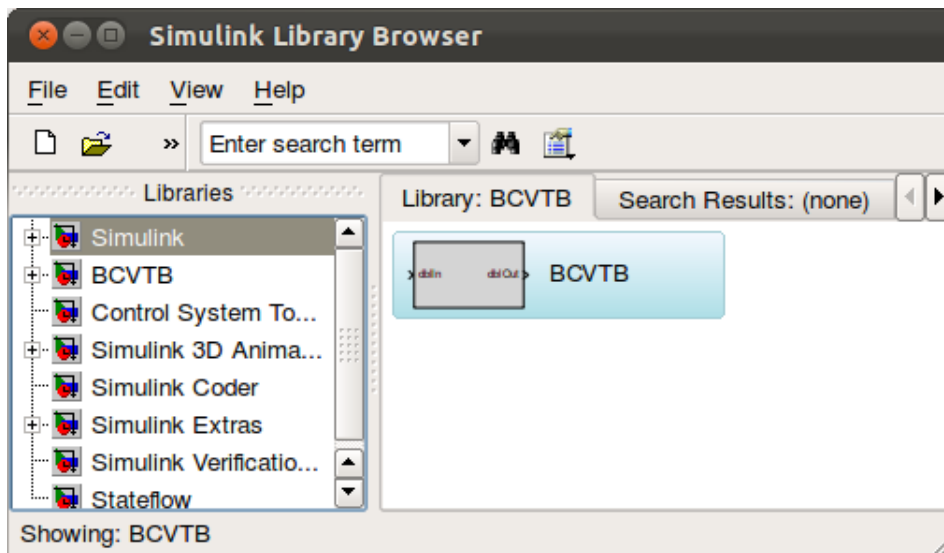 Simulink Library Browser
File Edit View Help
» Enter search term
Libraries
Simulink
BCVTB
Control System To...
Simulink 3D Anima...
Simulink Coder
Simulink Extras
Simulink Verificatio...
Stateflow
Library: BCVTB
Search Results: (none)
dblIn
dblOut
BCVTB
Showing: BCVTB